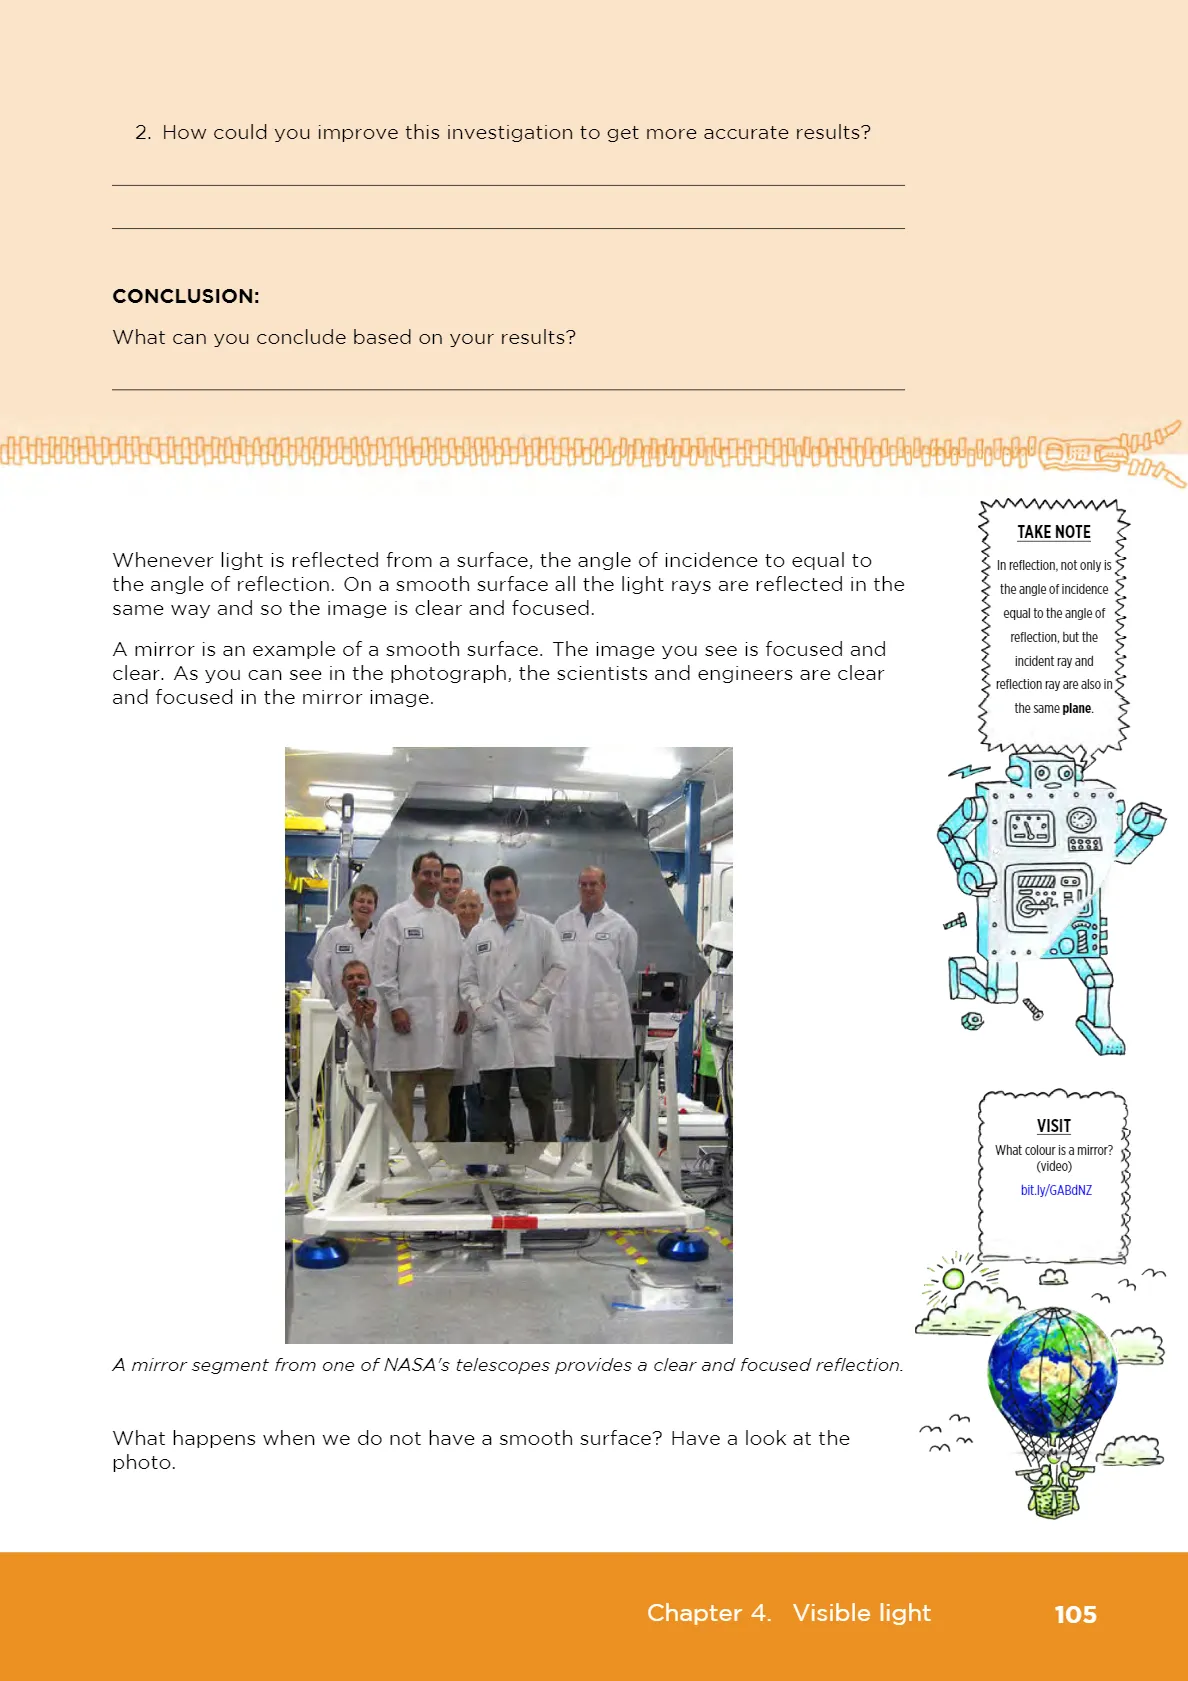 2. How could you improve this investigation to get more accurate results?
CONCLUSION:
What can you conclude based on your results?
Whenever light is reflected from a surface, the angle of incidence to equal to
the angle of reflection. On a smooth surface all the light rays are reflected in the
same way and so the image is clear and focused.
A mirror is an example of a smooth surface. The image you see is focused and
clear. As you can see in the photograph, the scientists and engineers are clear
and focused in the mirror image.
A mirror segment from one of NASA's telescopes provides a clear and focused reflection.
What happens when we do not have a smooth surface? Have a look at the
photo.
TAKE NOTE
In reflection, not only is
the angle of incidence
equal to the angle of
reflection, but the
incident ray and
reflection ray are also in
the same plane.
VISIT
What colour is a mirror?
(video)
bit.ly/GABdNZ
Chapter 4. Visible light
105